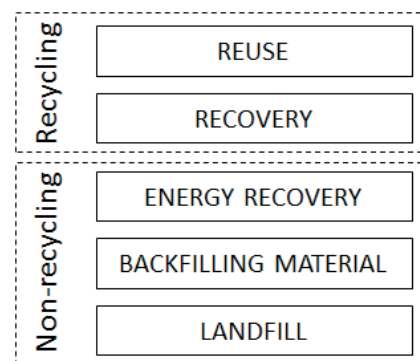 Recycling
REUSE
RECOVERY
Non-recycling
ENERGY RECOVERY
BACKFILLING MATERIAL
LANDFILL